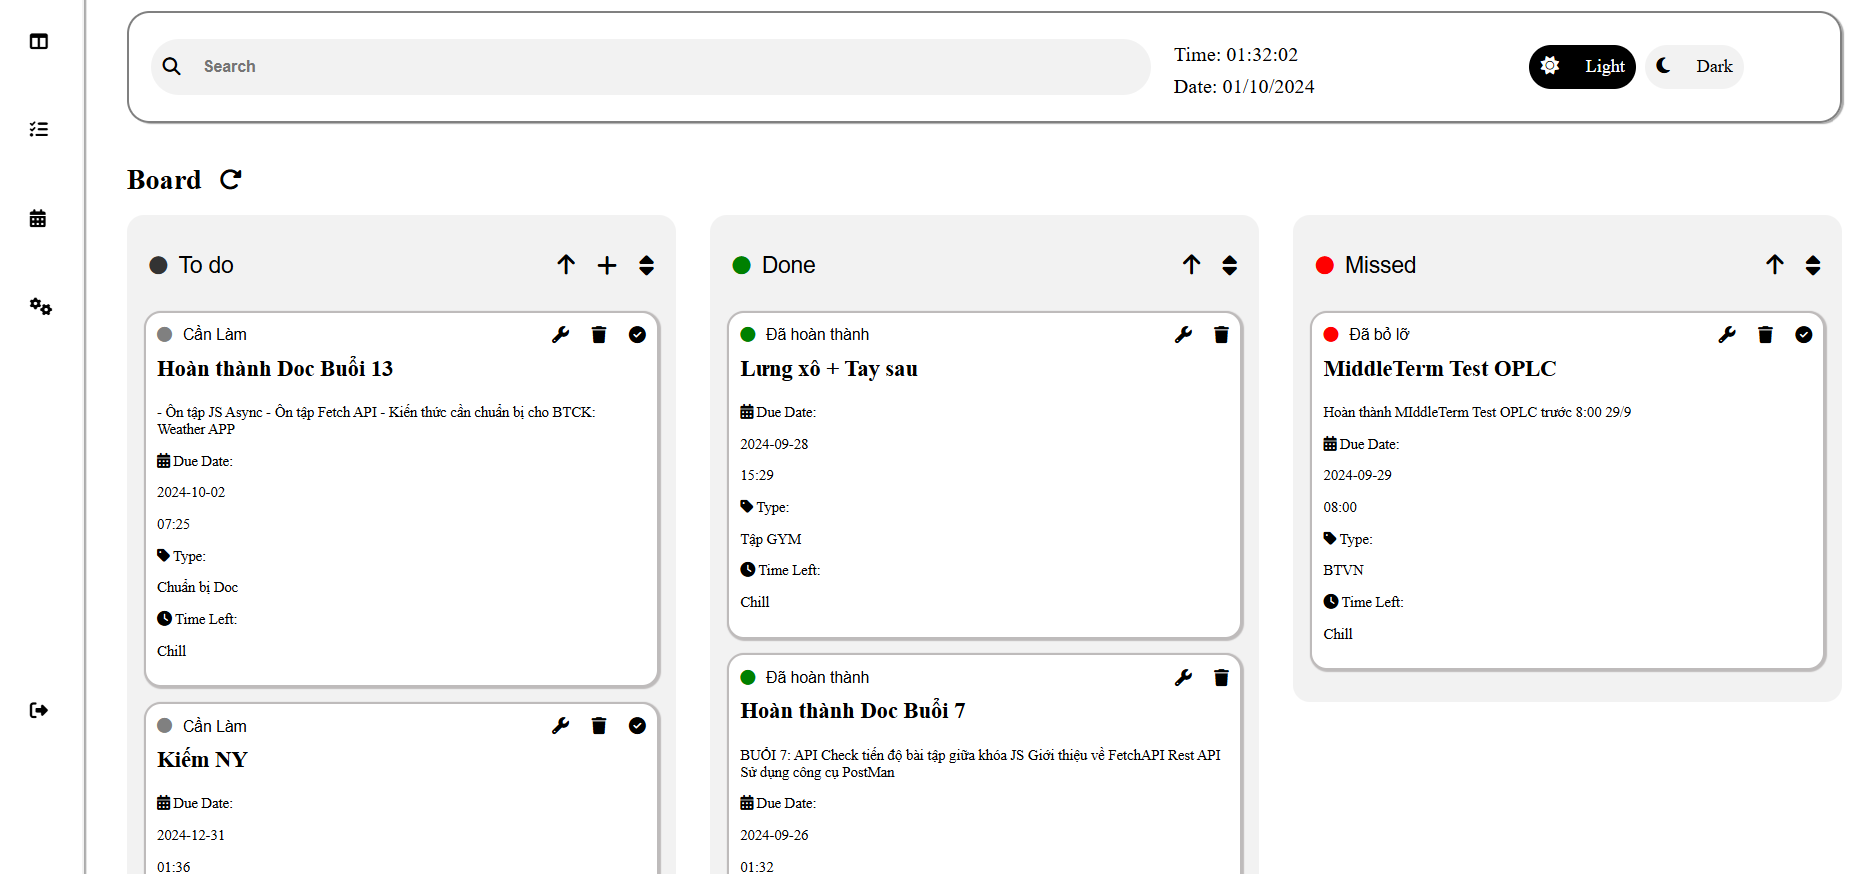 Search
Time: 01:32:02
Date: 01/10/2024
Light
Dark
Board
To do
Cần Làm
Hoàn thành Doc Buổi 13
- Ôn tập JS Async - Ôn tập Fetch API - Kiến thức cần chuẩn bị cho BTCK:
Weather APP
Due Date:
2024-10-02
07:25
Type:
Chuẩn bị Doc
Time Left:
Chill
Cần Làm
Kiếm NY
Due Date:
2024-12-31
01:36
Done
Đã hoàn thành
Lưng xô + Tay sau
Due Date:
2024-09-28
15:29
Type:
Tập GYM
Time Left:
Chill
Đã hoàn thành
Hoàn thành Doc Buổi 7
BUỔI 7: API Check tiến độ bài tập giữa khóa JS Giới thiệu về FetchAPI Rest API
Sử dụng công cụ PostMan
Due Date:
2024-09-26
01:32
Missed
Đã bỏ lỡ
MiddleTerm Test OPLC
Hoàn thành MIddleTerm Test OPLC trước 8:00 29/9
Due Date:
2024-09-29
08:00
Type:
BTVN
Time Left:
Chill